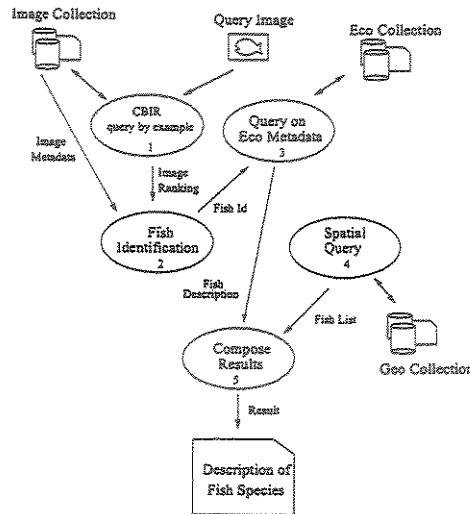 Image Collection
Query Image
Eco Collection
CBIR
query by example
1
Query on
Eco Metadata
3
Image
Metadata
Image
Ranking
Fish Id
Fish
Identification
2
Spatial
Query
4
Fish
Description
Fish List
Compose
Results
5
Geo Collection
Result
Description of
Fish Species